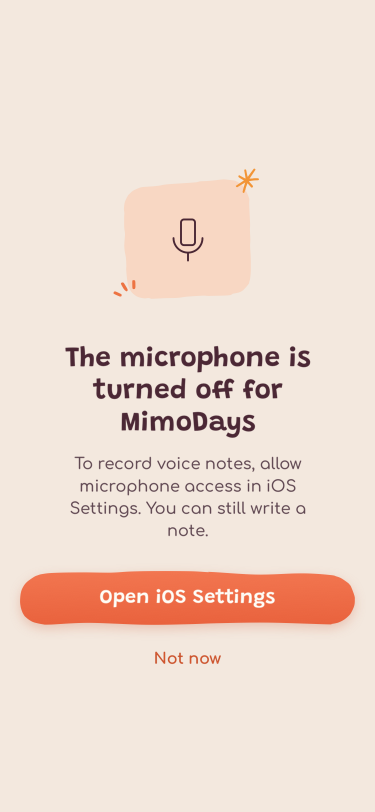 The microphone is
turned off for
MimoDays
To record voice notes, allow
microphone access in iOS
Settings. You can still write a
note.
Open iOS Settings
Not now